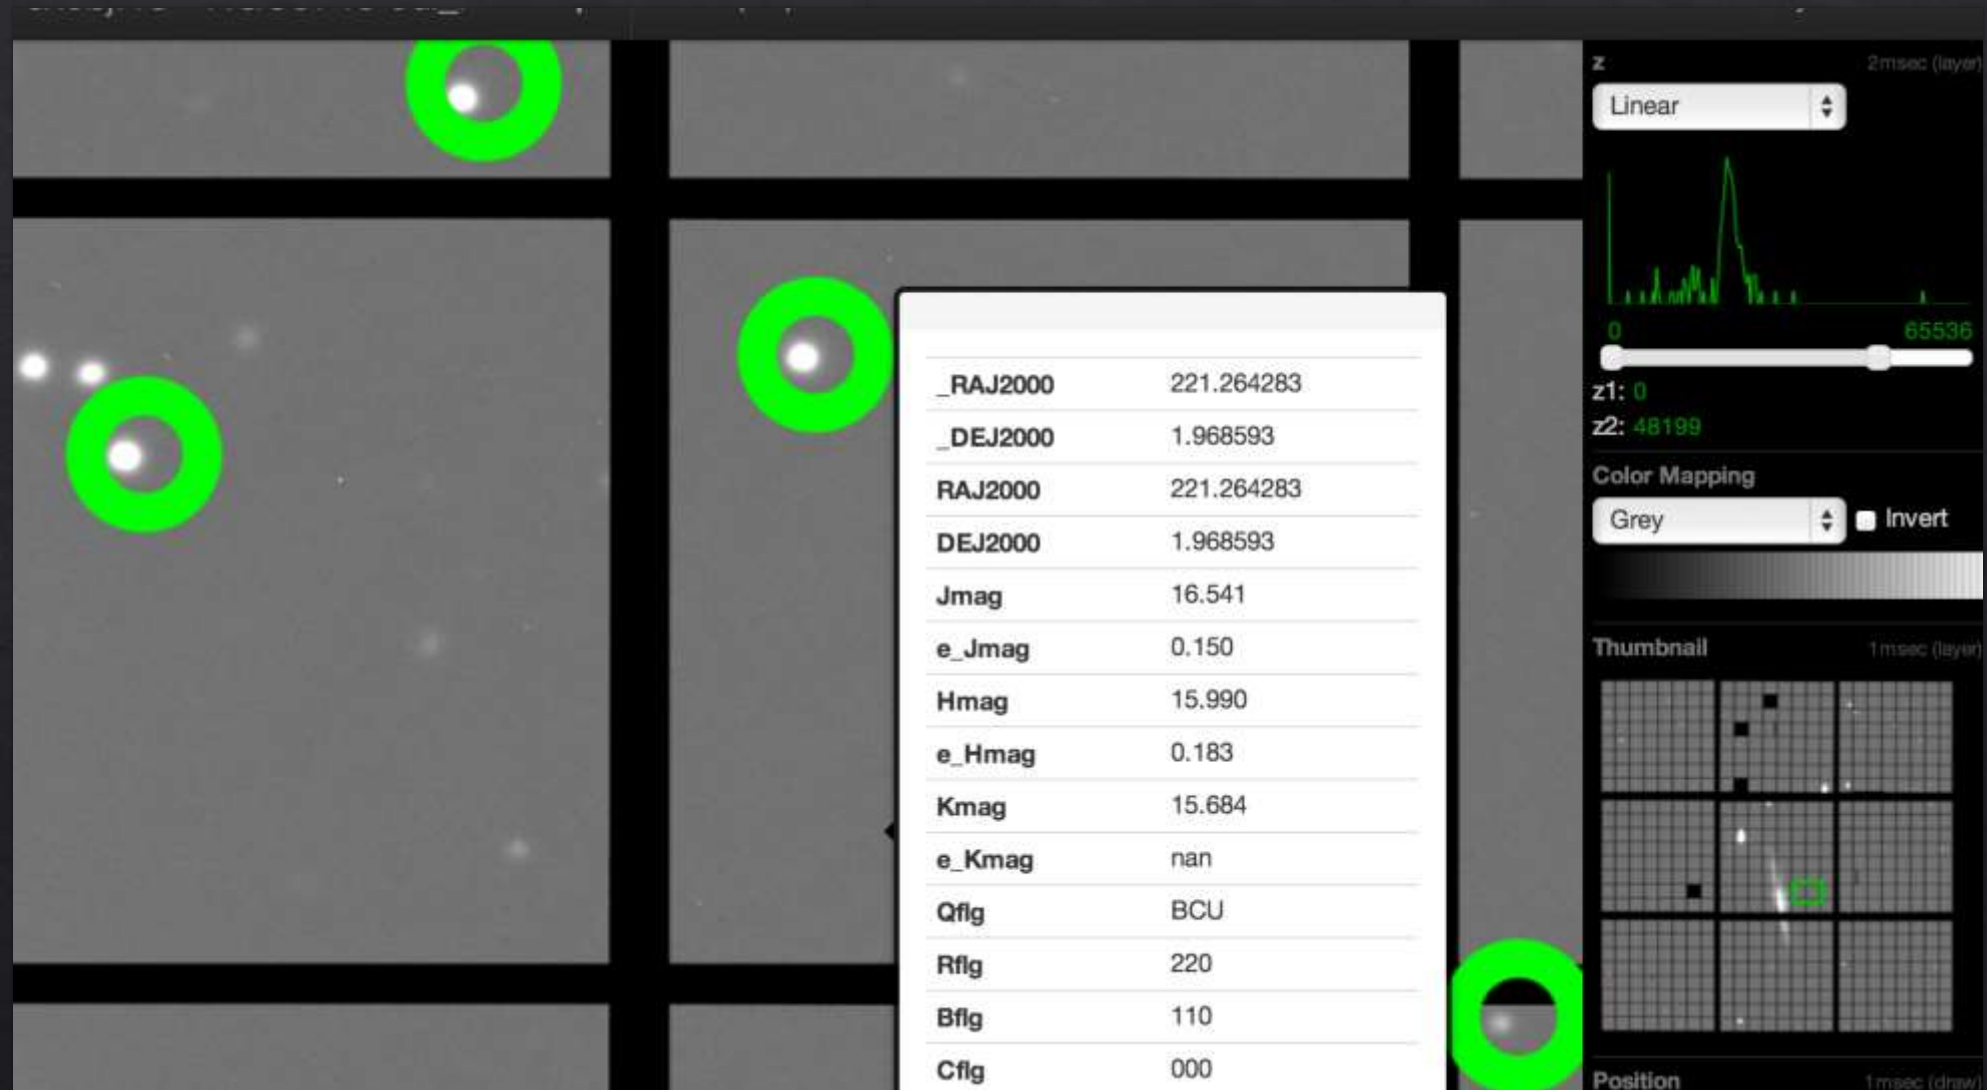 z 2msec (layer)
Linear
0 65536
z1: 0
z2: 48199
Color Mapping
Grey Invert
Thumbnail 1msec (layer)
Position 1msec (draw)
_RAJ2000 221.264283
_DEJ2000 1.968593
RAJ2000 221.264283
DEJ2000 1.968593
Jmag 16.541
e_Jmag 0.150
Hmag 15.990
e_Hmag 0.183
Kmag 15.684
e_Kmag nan
Qflg BCU
Rflg 220
Bflg 110
Cflg 000